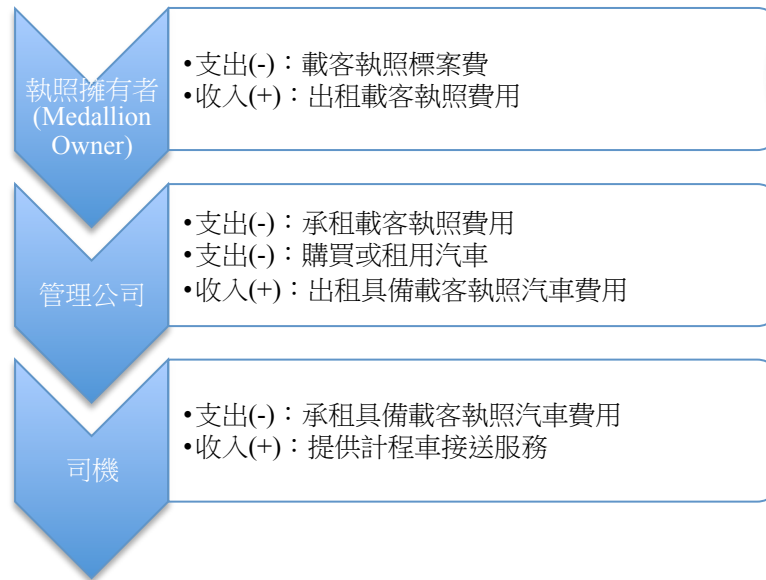 執照擁有者
(Medallion
Owner)
•支出(-)：載客執照標案費
•收入(+)：出租載客執照費用
管理公司
•支出(-)：承租載客執照費用
•支出(-)：購買或租用汽車
•收入(+)：出租具備載客執照汽車費用
司機
•支出(-)：承租具備載客執照汽車費用
•收入(+)：提供計程車接送服務